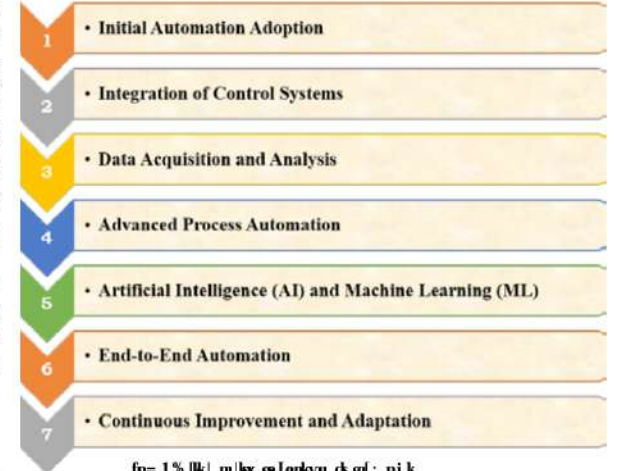 1 • Initial Automation Adoption
2 • Integration of Control Systems
3 • Data Acquisition and Analysis
4 • Advanced Process Automation
5 • Artificial Intelligence (AI) and Machine Learning (ML)
6 • End-to-End Automation
7 • Continuous Improvement and Adaptation